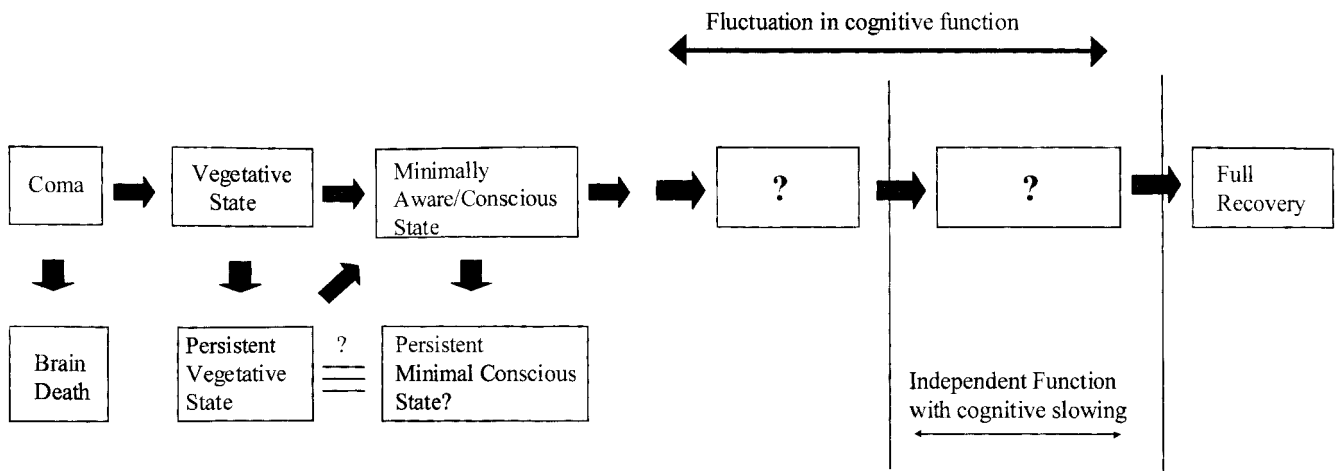 Fluctuation in cognitive function
Coma
Vegetative
State
Minimally
Aware/Conscious
State
?
?
Full
Recovery
Brain
Death
Persistent
Vegetative
State
?
Persistent
Minimal Conscious
State?
Independent Function
with cognitive slowing